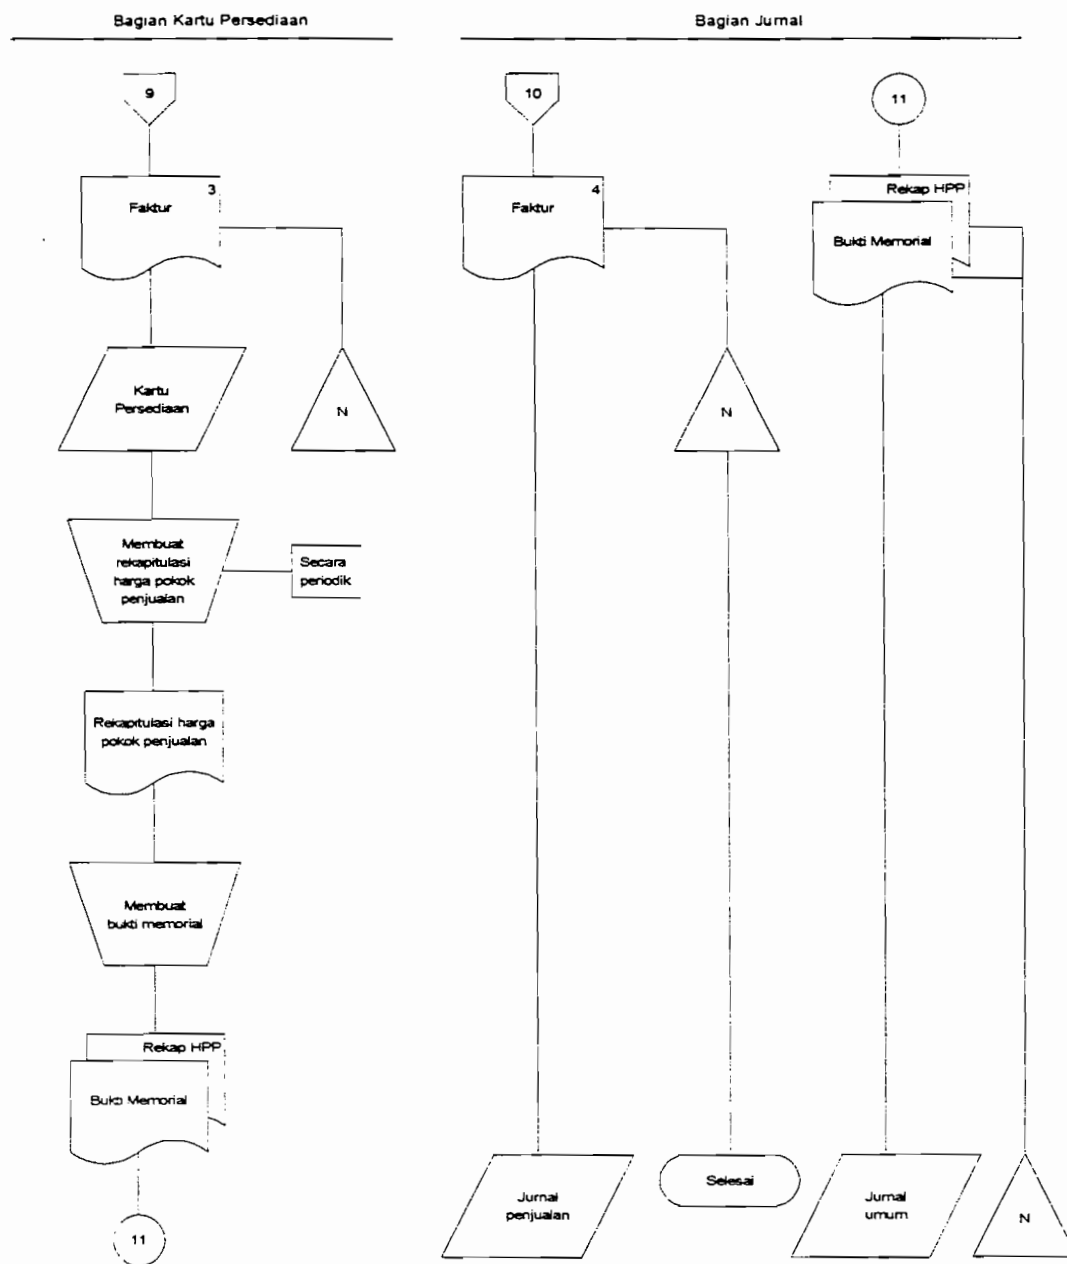 Bagian Kartu Persediaan
9
3
Faktur
Kartu
Persediaan
N
Membuat
rekapitulasi
harga pokok
penjualan
Secara
periodik
Rekapitulasi harga
pokok penjualan
Membuat
bukti memorial
Rekap HPP
Bukti Memorial
11
Bagian Jurnal
10
4
Faktur
N
Jurnal
penjualan
Selesai
11
Rekap HPP
Bukti Memorial
Jurnal
umum
N